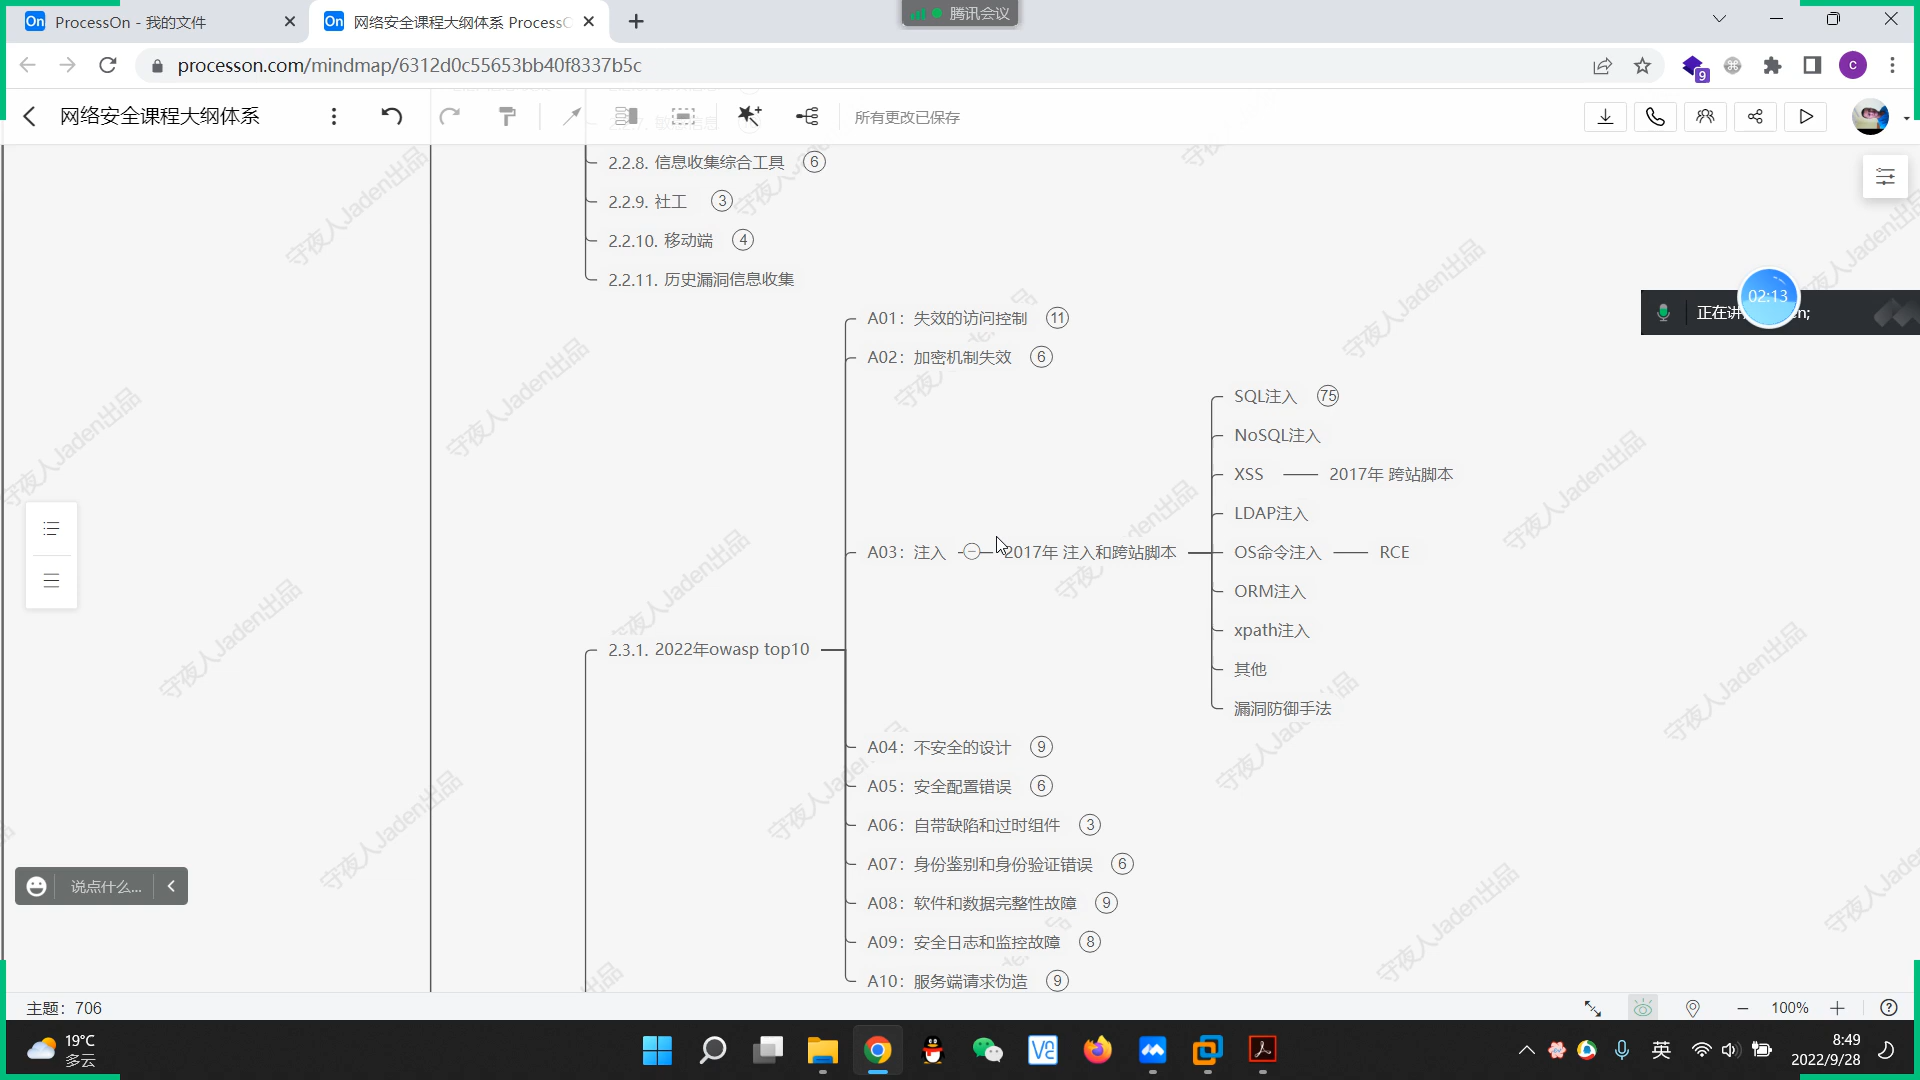 ProcessOn - 我的文件
网络安全课程大纲体系 ProcessO
腾讯会议
processon.com/mindmap/6312d0c55653bb40f8337b5c
9
C
网络安全课程大纲体系
所有更改已保存
2.2.8. 信息收集综合工具 6
2.2.9. 社工 3
2.2.10. 移动端 4
2.2.11. 历史漏洞信息收集
02:13
正在讲
n;
A01：失效的访问控制 11
A02：加密机制失效 6
SQL注入 75
NoSQL注入
XSS 2017年 跨站脚本
LDAP注入
A03：注入 2017年 注入和跨站脚本
OS命令注入 RCE
ORM注入
xpath注入
2.3.1. 2022年owasp top10
其他
漏洞防御手法
A04：不安全的设计 9
A05：安全配置错误 6
A06：自带缺陷和过时组件 3
A07：身份鉴别和身份验证错误 6
A08：软件和数据完整性故障 9
A09：安全日志和监控故障 8
A10：服务端请求伪造 9
守夜人Jaden出品
说点什么...
主题：706
100%
19°C
多云
英
8:49
2022/9/28